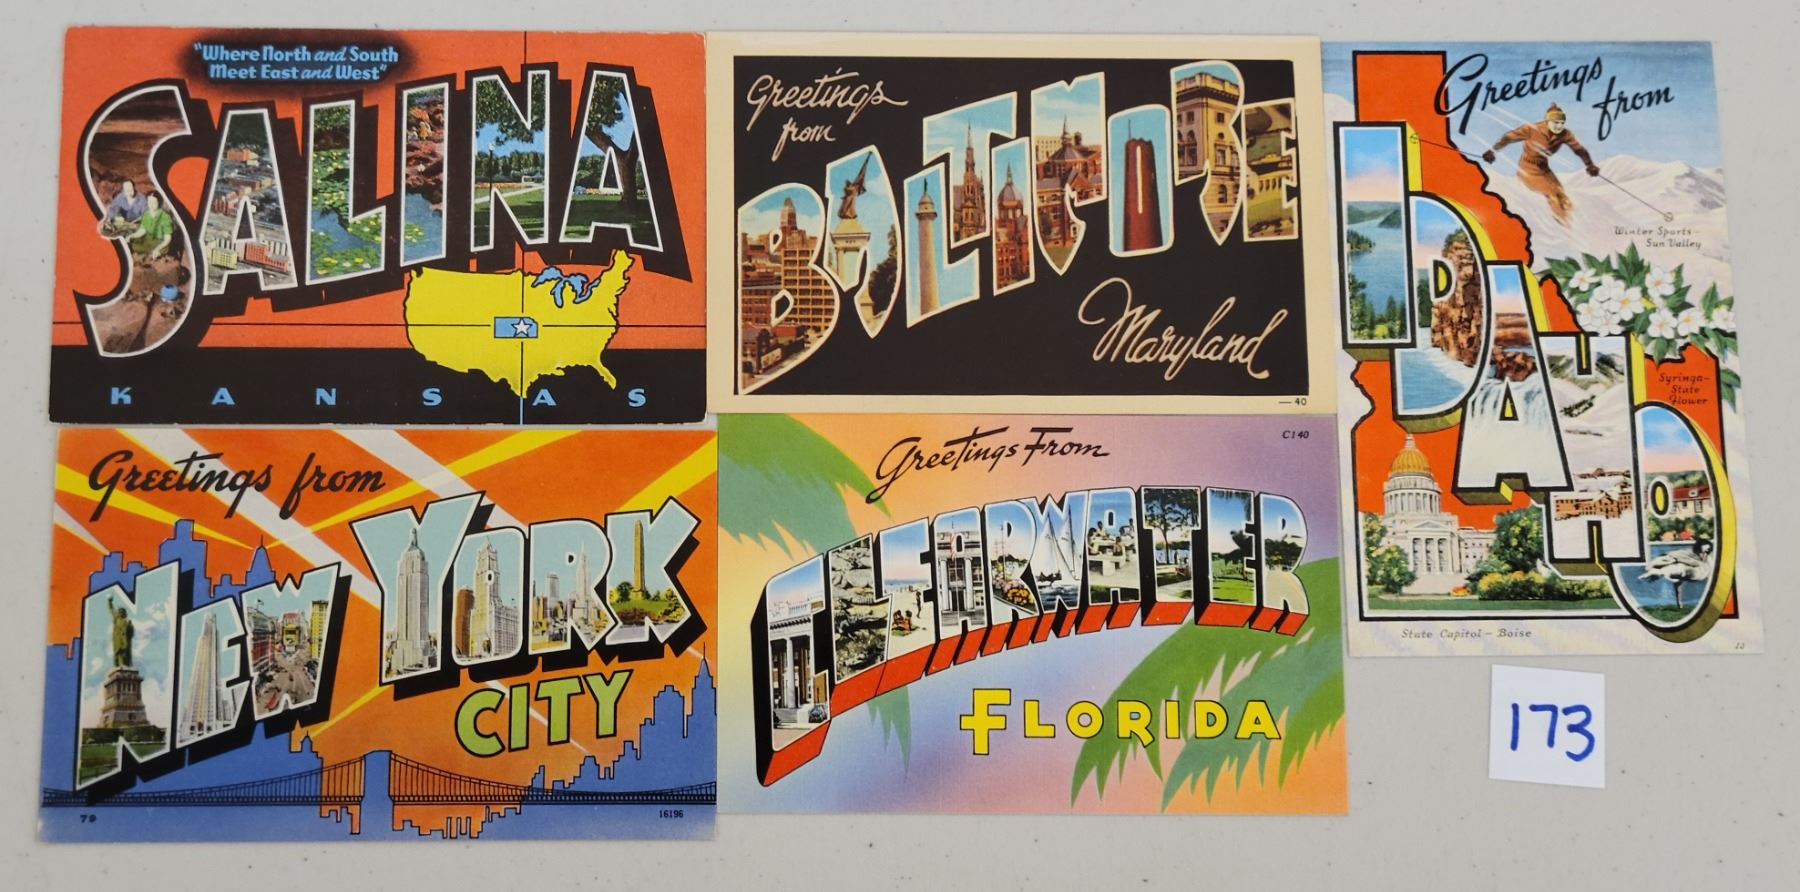 "Where North and South
Meet East and West"
SALINA
KANSAS
Greetings
from
BALTIMORE
Maryland
—40
Greetings
from
Winter Sports—
Sun Valley
IDAHO
Syringa—
State
Flower
State Capitol — Boise
Greetings from
NEW YORK
CITY
79
16196
C140
Greetings From
CLEARWATER
FLORIDA
173